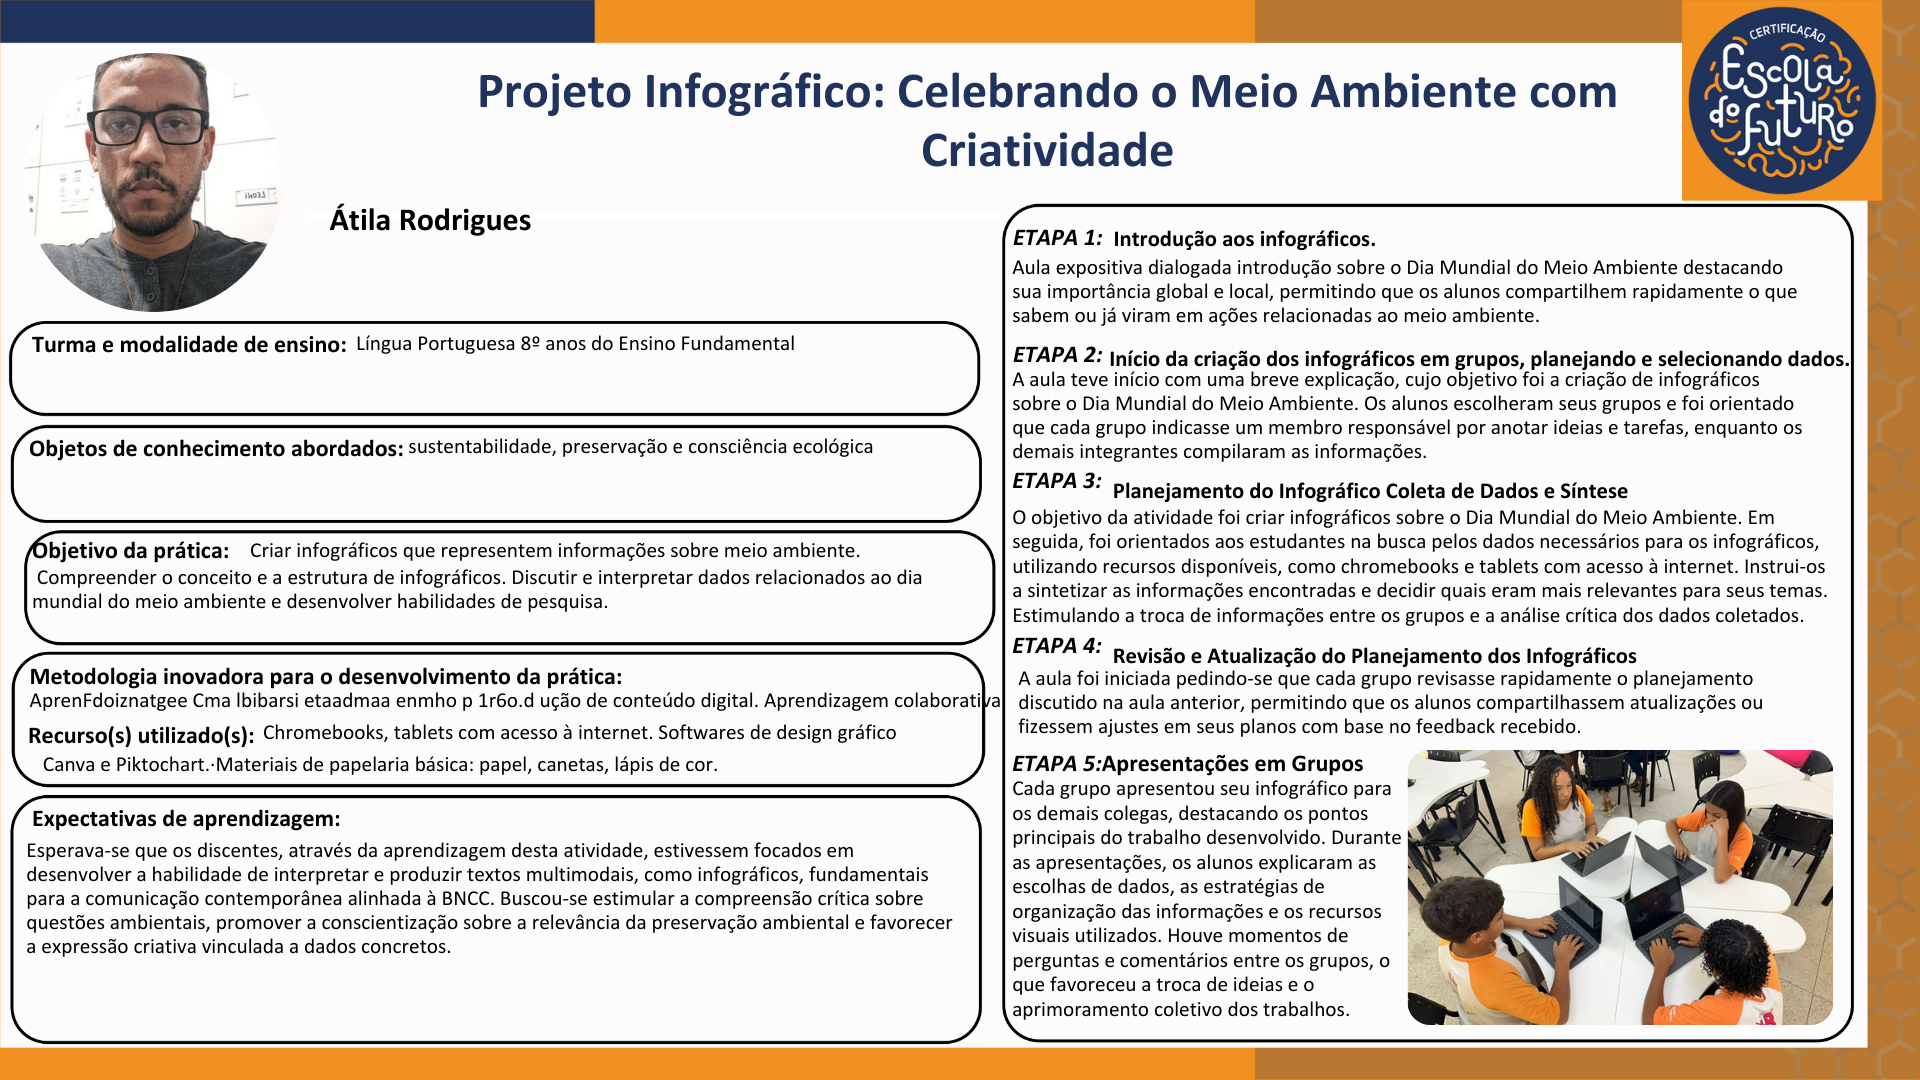 CERTIFICAÇÃO
EscOla
do
FutuRo
Projeto Infográfico: Celebrando o Meio Ambiente com
Criatividade
Átila Rodrigues
Turma e modalidade de ensino: Língua Portuguesa 8º anos do Ensino Fundamental
Objetos de conhecimento abordados: sustentabilidade, preservação e consciência ecológica
Objetivo da prática: Criar infográficos que representem informações sobre meio ambiente.
Compreender o conceito e a estrutura de infográficos. Discutir e interpretar dados relacionados ao dia
mundial do meio ambiente e desenvolver habilidades de pesquisa.
Metodologia inovadora para o desenvolvimento da prática:
AprenFdoiznatgee Cma lbibarsi etaadmaa enmho p 1r6o.d ução de conteúdo digital. Aprendizagem colaborativa
Recurso(s) utilizado(s): Chromebooks, tablets com acesso à internet. Softwares de design gráfico
Canva e Piktochart.·Materiais de papelaria básica: papel, canetas, lápis de cor.
Expectativas de aprendizagem:
Esperava-se que os discentes, através da aprendizagem desta atividade, estivessem focados em
desenvolver a habilidade de interpretar e produzir textos multimodais, como infográficos, fundamentais
para a comunicação contemporânea alinhada à BNCC. Buscou-se estimular a compreensão crítica sobre
questões ambientais, promover a conscientização sobre a relevância da preservação ambiental e favorecer
a expressão criativa vinculada a dados concretos.
ETAPA 1: Introdução aos infográficos.
Aula expositiva dialogada introdução sobre o Dia Mundial do Meio Ambiente destacando
sua importância global e local, permitindo que os alunos compartilhem rapidamente o que
sabem ou já viram em ações relacionadas ao meio ambiente.
ETAPA 2: Início da criação dos infográficos em grupos, planejando e selecionando dados.
A aula teve início com uma breve explicação, cujo objetivo foi a criação de infográficos
sobre o Dia Mundial do Meio Ambiente. Os alunos escolheram seus grupos e foi orientado
que cada grupo indicasse um membro responsável por anotar ideias e tarefas, enquanto os
demais integrantes compilaram as informações.
ETAPA 3: Planejamento do Infográfico Coleta de Dados e Síntese
O objetivo da atividade foi criar infográficos sobre o Dia Mundial do Meio Ambiente. Em
seguida, foi orientados aos estudantes na busca pelos dados necessários para os infográficos,
utilizando recursos disponíveis, como chromebooks e tablets com acesso à internet. Instrui-os
a sintetizar as informações encontradas e decidir quais eram mais relevantes para seus temas.
Estimulando a troca de informações entre os grupos e a análise crítica dos dados coletados.
ETAPA 4: Revisão e Atualização do Planejamento dos Infográficos
A aula foi iniciada pedindo-se que cada grupo revisasse rapidamente o planejamento
discutido na aula anterior, permitindo que os alunos compartilhassem atualizações ou
fizessem ajustes em seus planos com base no feedback recebido.
ETAPA 5:Apresentações em Grupos
Cada grupo apresentou seu infográfico para
os demais colegas, destacando os pontos
principais do trabalho desenvolvido. Durante
as apresentações, os alunos explicaram as
escolhas de dados, as estratégias de
organização das informações e os recursos
visuais utilizados. Houve momentos de
perguntas e comentários entre os grupos, o
que favoreceu a troca de ideias e o
aprimoramento coletivo dos trabalhos.